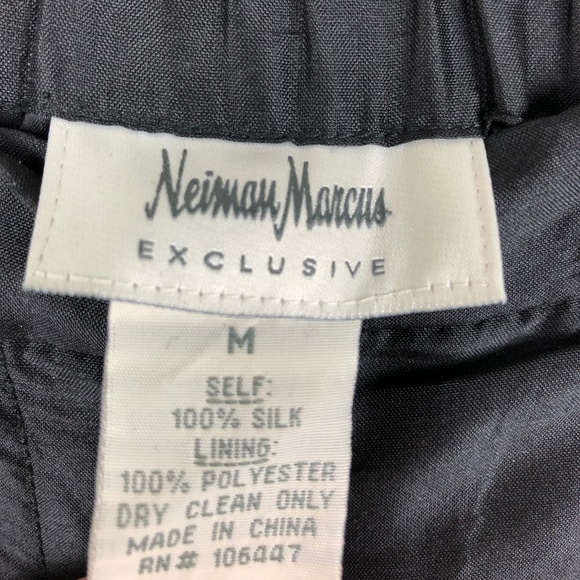 Neiman Marcus
EXCLUSIVE
M
SELF:
100% SILK
LINING:
100% POLYESTER
DRY CLEAN ONLY
MADE IN CHINA
RN# 106447